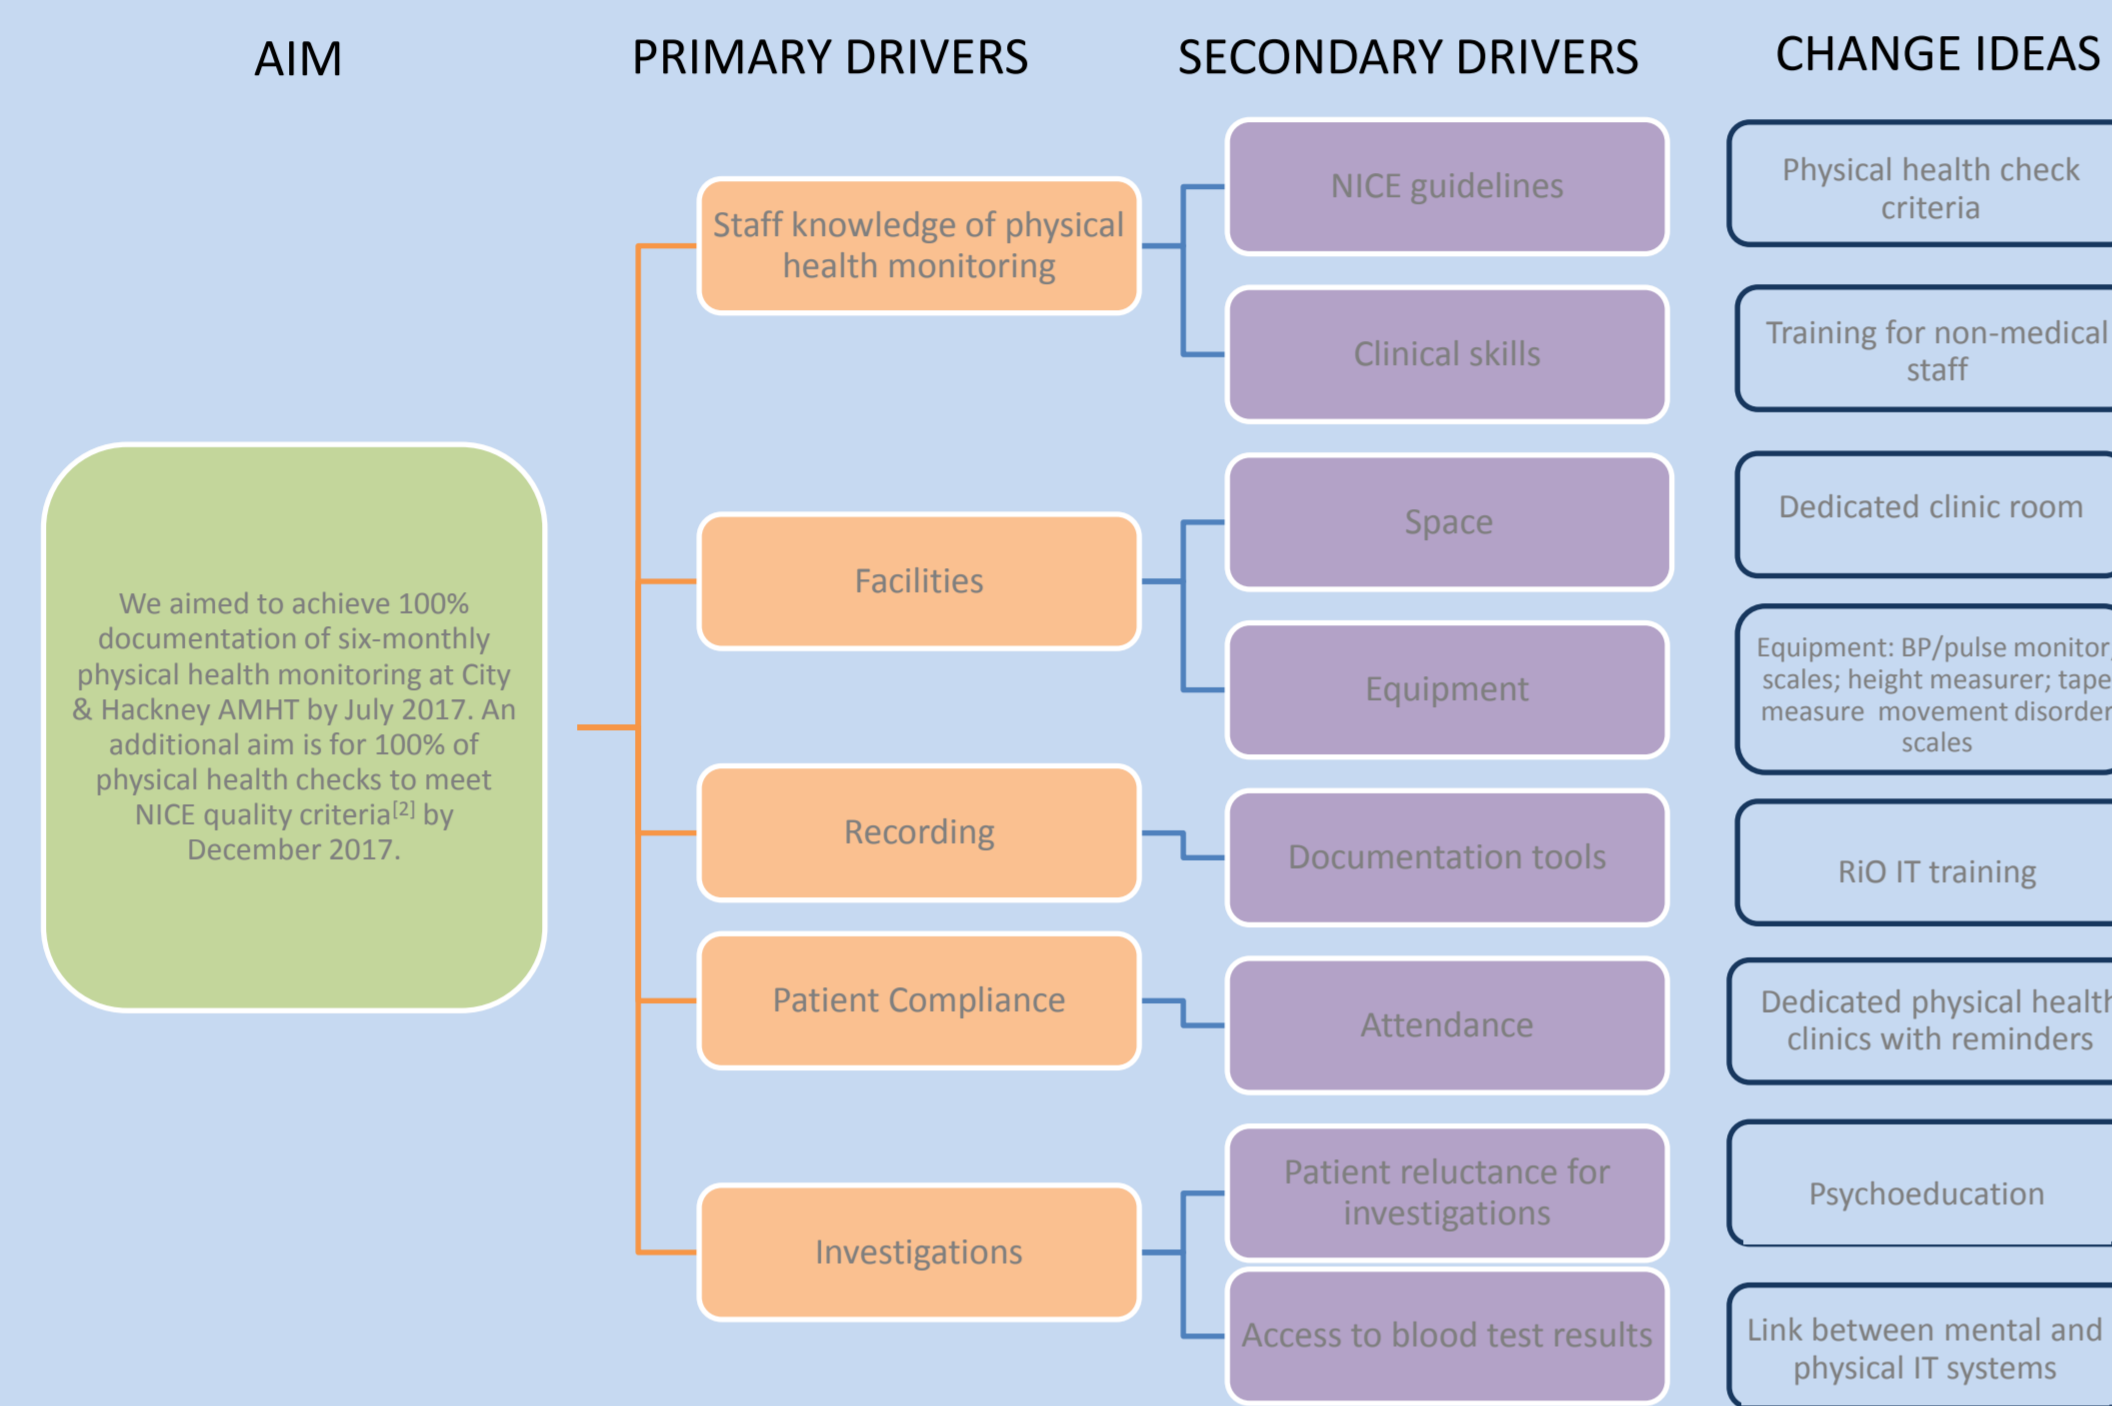 AIM
PRIMARY DRIVERS
SECONDARY DRIVERS
CHANGE IDEAS
We aimed to achieve 100%
documentation of six-monthly
physical health monitoring at City
& Hackney AMHT by July 2017. An
additional aim is for 100% of
physical health checks to meet
NICE quality criteria[2] by
December 2017.
Staff knowledge of physical
health monitoring
Facilities
Recording
Patient Compliance
Investigations
NICE guidelines
Clinical skills
Space
Equipment
Documentation tools
Attendance
Patient reluctance for
investigations
Access to blood test results
Physical health check
criteria
Training for non-medical
staff
Dedicated clinic room
Equipment: BP/pulse monitor;
scales; height measurer; tape
measure movement disorder
scales
RiO IT training
Dedicated physical health
clinics with reminders
Psychoeducation
Link between mental and
physical IT systems